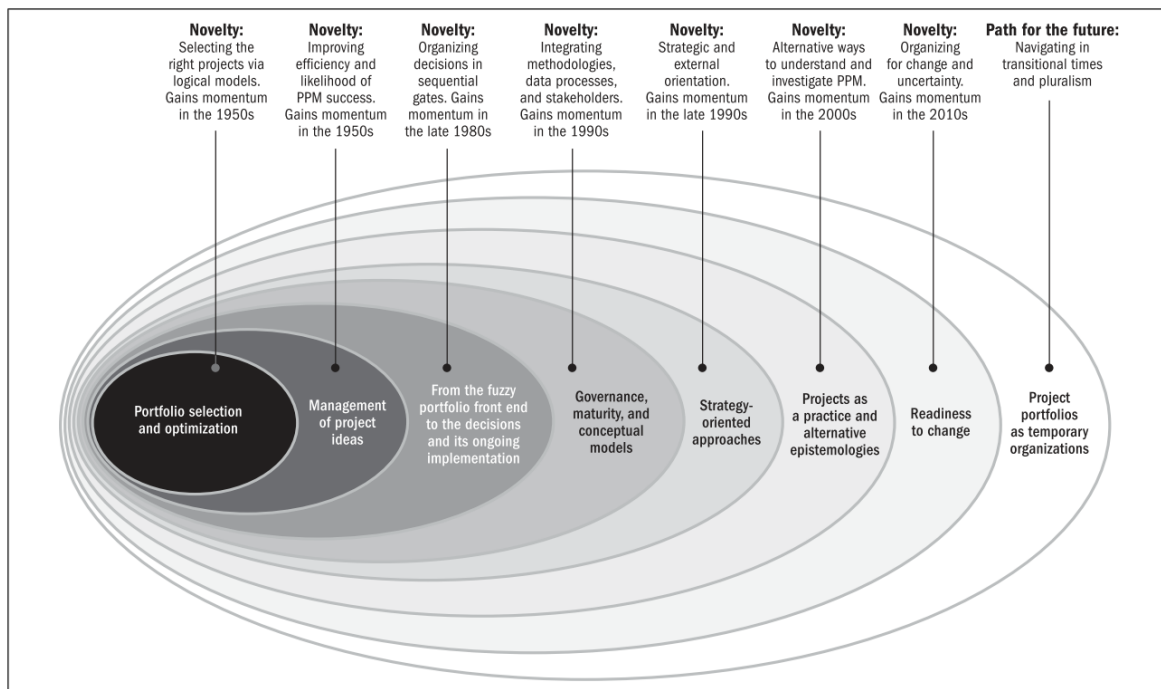 Novelty:
Selecting the
right projects via
logical models.
Gains momentum
in the 1950s
Novelty:
Improving
efficiency and
likelihood of
PPM success.
Gains momentum
in the 1950s
Novelty:
Organizing
decisions in
sequential
gates. Gains
momentum in
the late 1980s
Novelty:
Integrating
methodologies,
data processes,
and stakeholders.
Gains momentum
in the 1990s
Novelty:
Strategic and
external
orientation.
Gains momentum
in the late 1990s
Novelty:
Alternative ways
to understand and
investigate PPM.
Gains momentum
in the 2000s
Novelty:
Organizing
for change and
uncertainty.
Gains momentum
in the 2010s
Path for the future:
Navigating in
transitional times
and pluralism
Portfolio selection
and optimization
Management
of project
ideas
From the fuzzy
portfolio front end
to the decisions
and its ongoing
implementation
Governance,
maturity, and
conceptual
models
Strategy-
oriented
approaches
Projects as
a practice and
alternative
epistemologies
Readiness
to change
Project
portfolios
as temporary
organizations